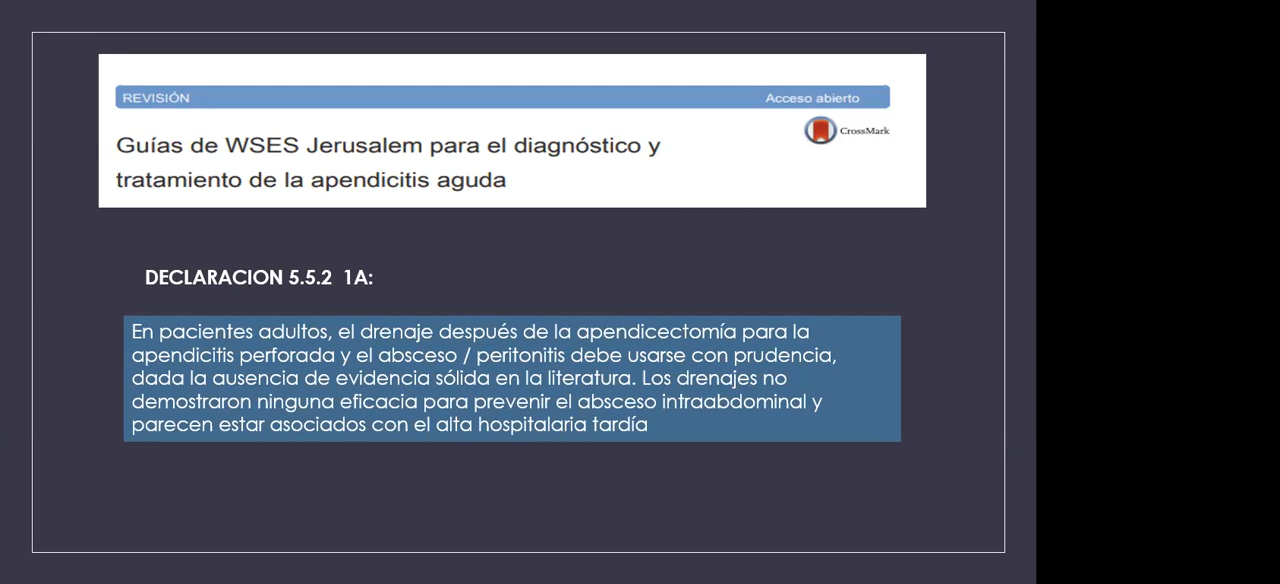 REVISIÓN
Acceso abierto
CrossMark
Guías de WSES Jerusalem para el diagnóstico y
tratamiento de la apendicitis aguda
DECLARACION 5.5.2 1A:
En pacientes adultos, el drenaje después de la apendicectomía para la
apendicitis perforada y el absceso / peritonitis debe usarse con prudencia,
dada la ausencia de evidencia sólida en la literatura. Los drenajes no
demostraron ninguna eficacia para prevenir el absceso intraabdominal y
parecen estar asociados con el alta hospitalaria tardía